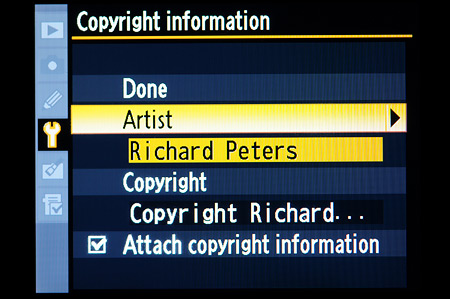 Copyright information
Done
Artist
Richard Peters
Copyright
Copyright Richard...
Attach copyright information